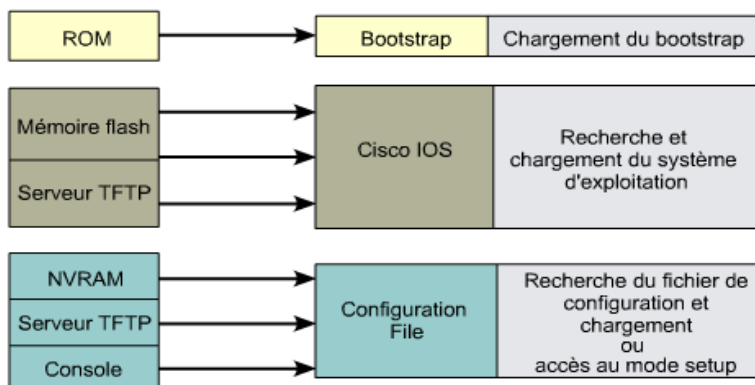 ROM
Bootstrap
Chargement du bootstrap
Mémoire flash
Serveur TFTP
Cisco IOS
Recherche et
chargement du système
d'exploitation
NVRAM
Serveur TFTP
Console
Configuration
File
Recherche du fichier de
configuration et
chargement
ou
accès au mode setup